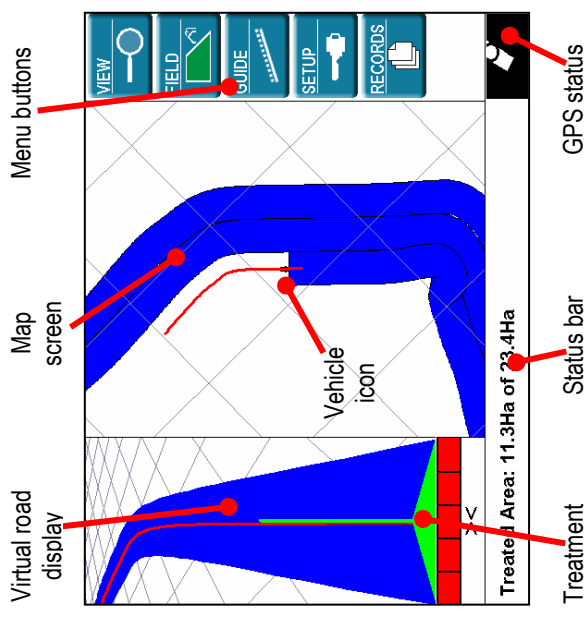 Virtual road
display
Map
screen
Menu buttons
VIEW
FIELD
GUIDE
SETUP
RECORDS
Vehicle
icon
><
Treated Area: 11.3Ha of 23.4Ha
Treatment
Status bar
GPS status